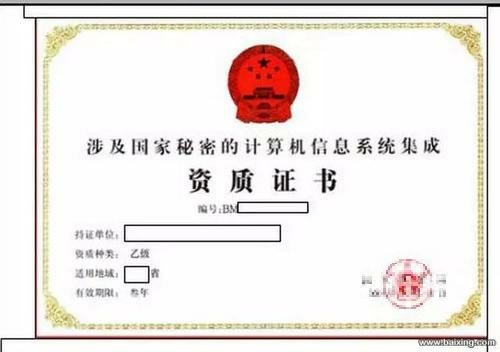 涉及国家秘密的计算机信息系统集成
资质证书
编号:BM
持证单位:
资质种类: 乙级
适用地域: 省
有效期限: 叁年
www.baixing.com